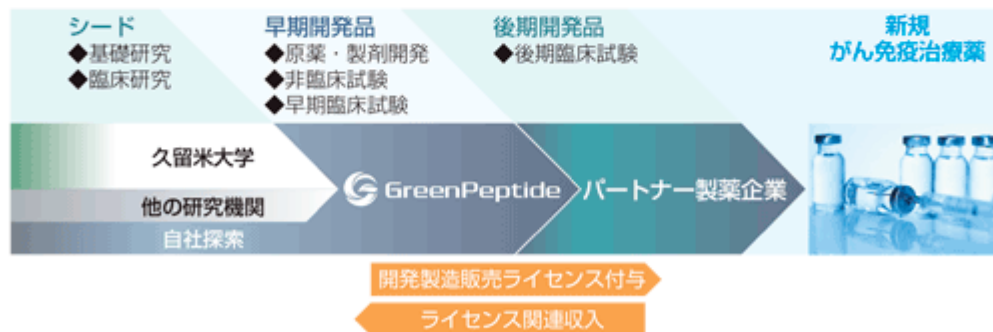 シード
◆基礎研究
◆臨床研究
早期開発品
◆原薬・製剤開発
◆非臨床試験
◆早期臨床試験
後期開発品
◆後期臨床試験
新規
がん免疫治療薬
久留米大学
他の研究機関
自社探索
GreenPeptide
パートナー製薬企業
開発製造販売ライセンス付与
ライセンス関連収入